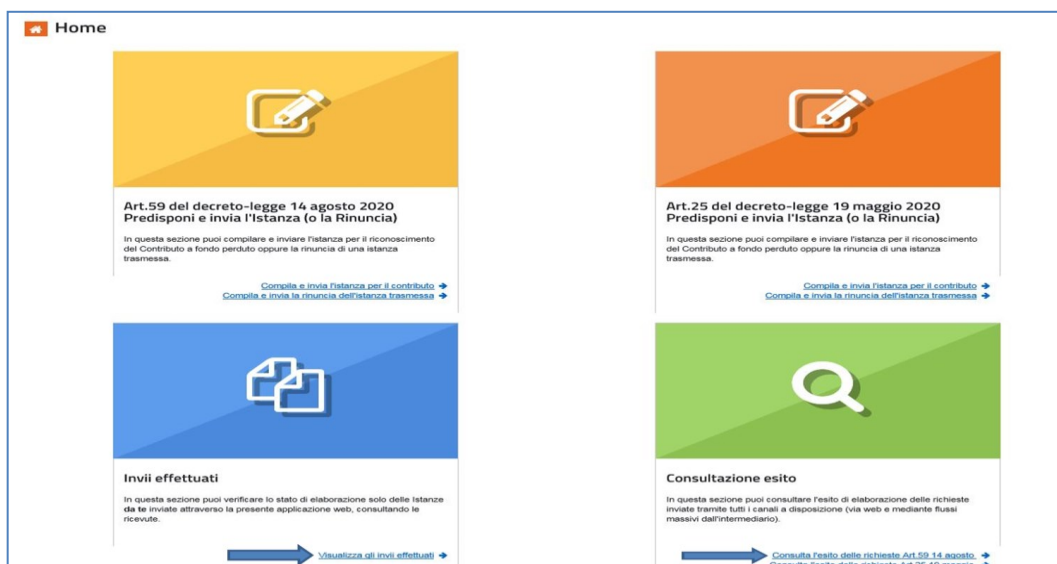 Home
Art.59 del decreto-legge 14 agosto 2020
Predisponi e invia l'Istanza (o la Rinuncia)
In questa sezione puoi compilare e inviare l'istanza per il riconoscimento
del Contributo a fondo perduto oppure la rinuncia di una istanza
trasmessa.
Compila e invia l'istanza per il contributo
Compila e invia la rinuncia dell'istanza trasmessa
Art.25 del decreto-legge 19 maggio 2020
Predisponi e invia l'Istanza (o la Rinuncia)
In questa sezione puoi compilare e inviare l'istanza per il riconoscimento
del Contributo a fondo perduto oppure la rinuncia di una istanza
trasmessa.
Compila e invia l'istanza per il contributo
Compila e invia la rinuncia dell'istanza trasmessa
Invii effettuati
In questa sezione puoi verificare lo stato di elaborazione solo delle Istanze
da te inviate attraverso la presente applicazione web, consultando le
ricevute.
Visualizza gli invii effettuati
Consultazione esito
In questa sezione puoi consultare l'esito di elaborazione delle richieste
inviate tramite tutti i canali a disposizione (via web e mediante flussi
massivi dall'intermediario).
Consulta l'esito delle richieste Art.59 14 agosto
Consulta l'esito delle richieste Art.25 19 maggio